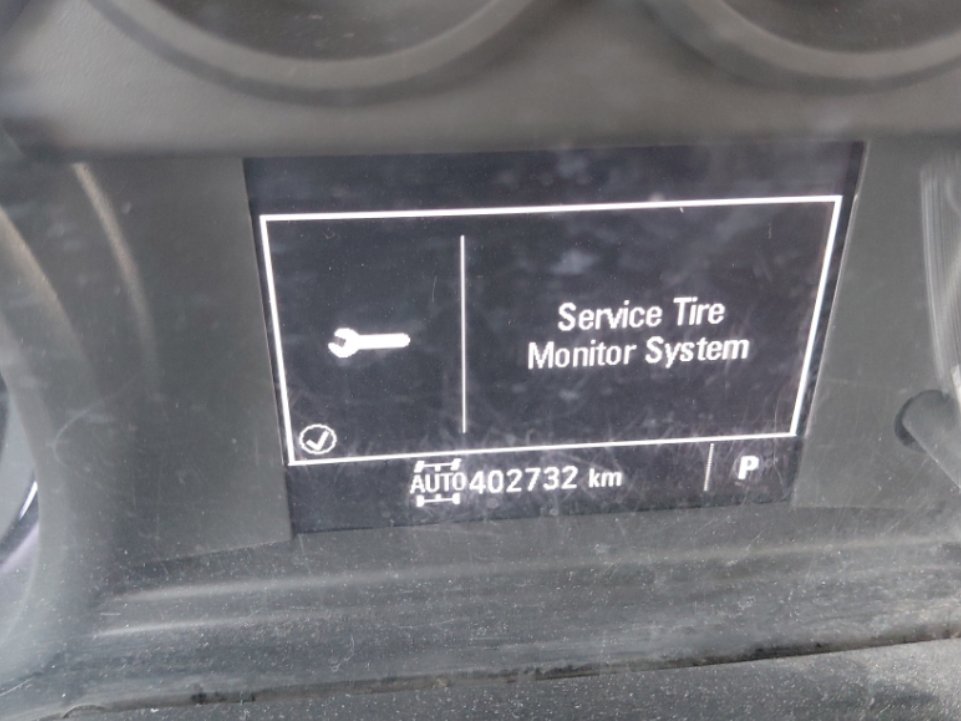 Service Tire
Monitor System
AUTO 402732 km
P